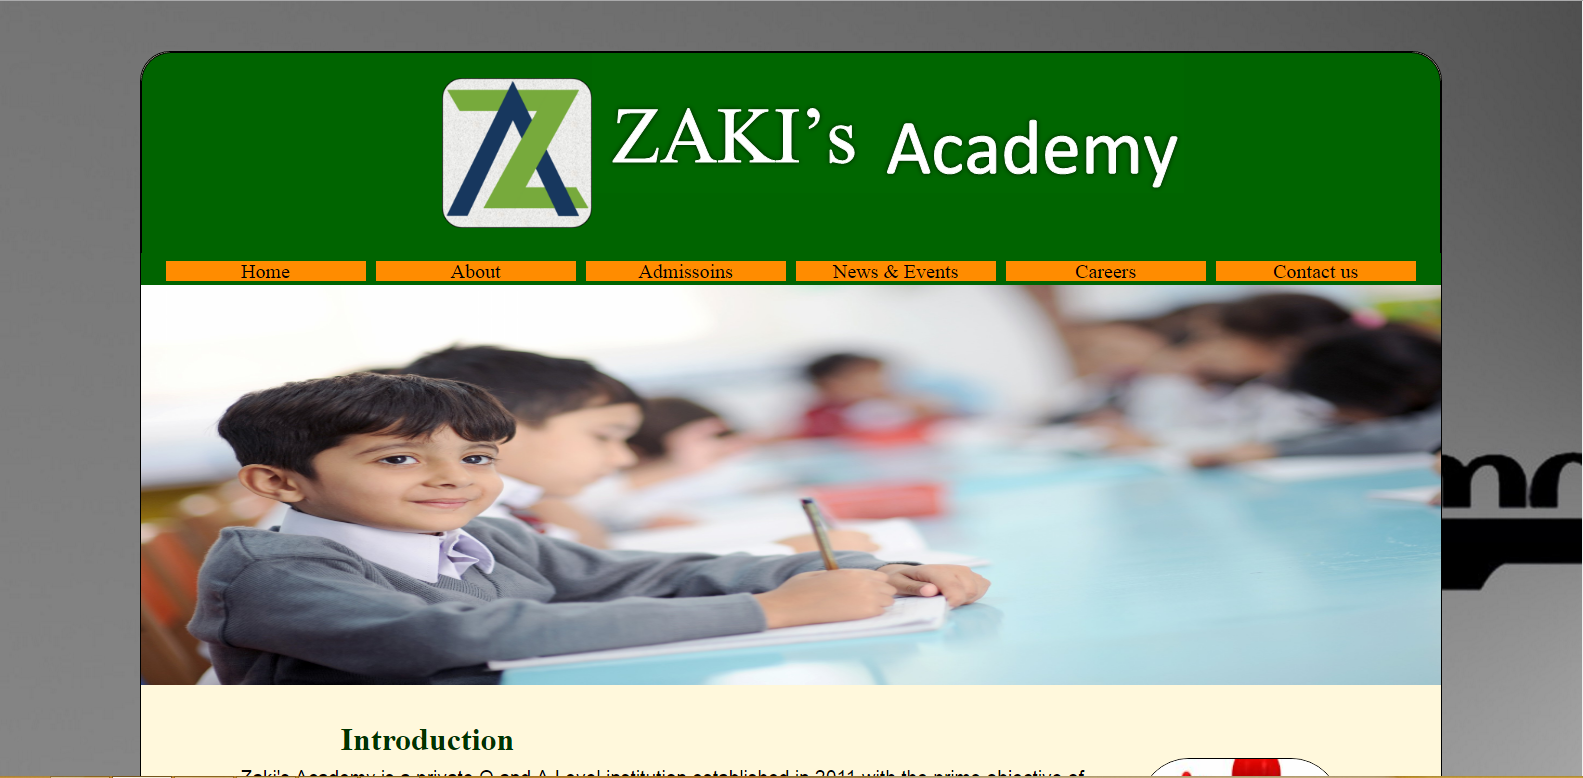 ZAKI's Academy
Home About Admissoins News & Events Careers Contact us
Introduction
Zaki's Academy is a private O and A Level institution established in 2011 with the prime objective of